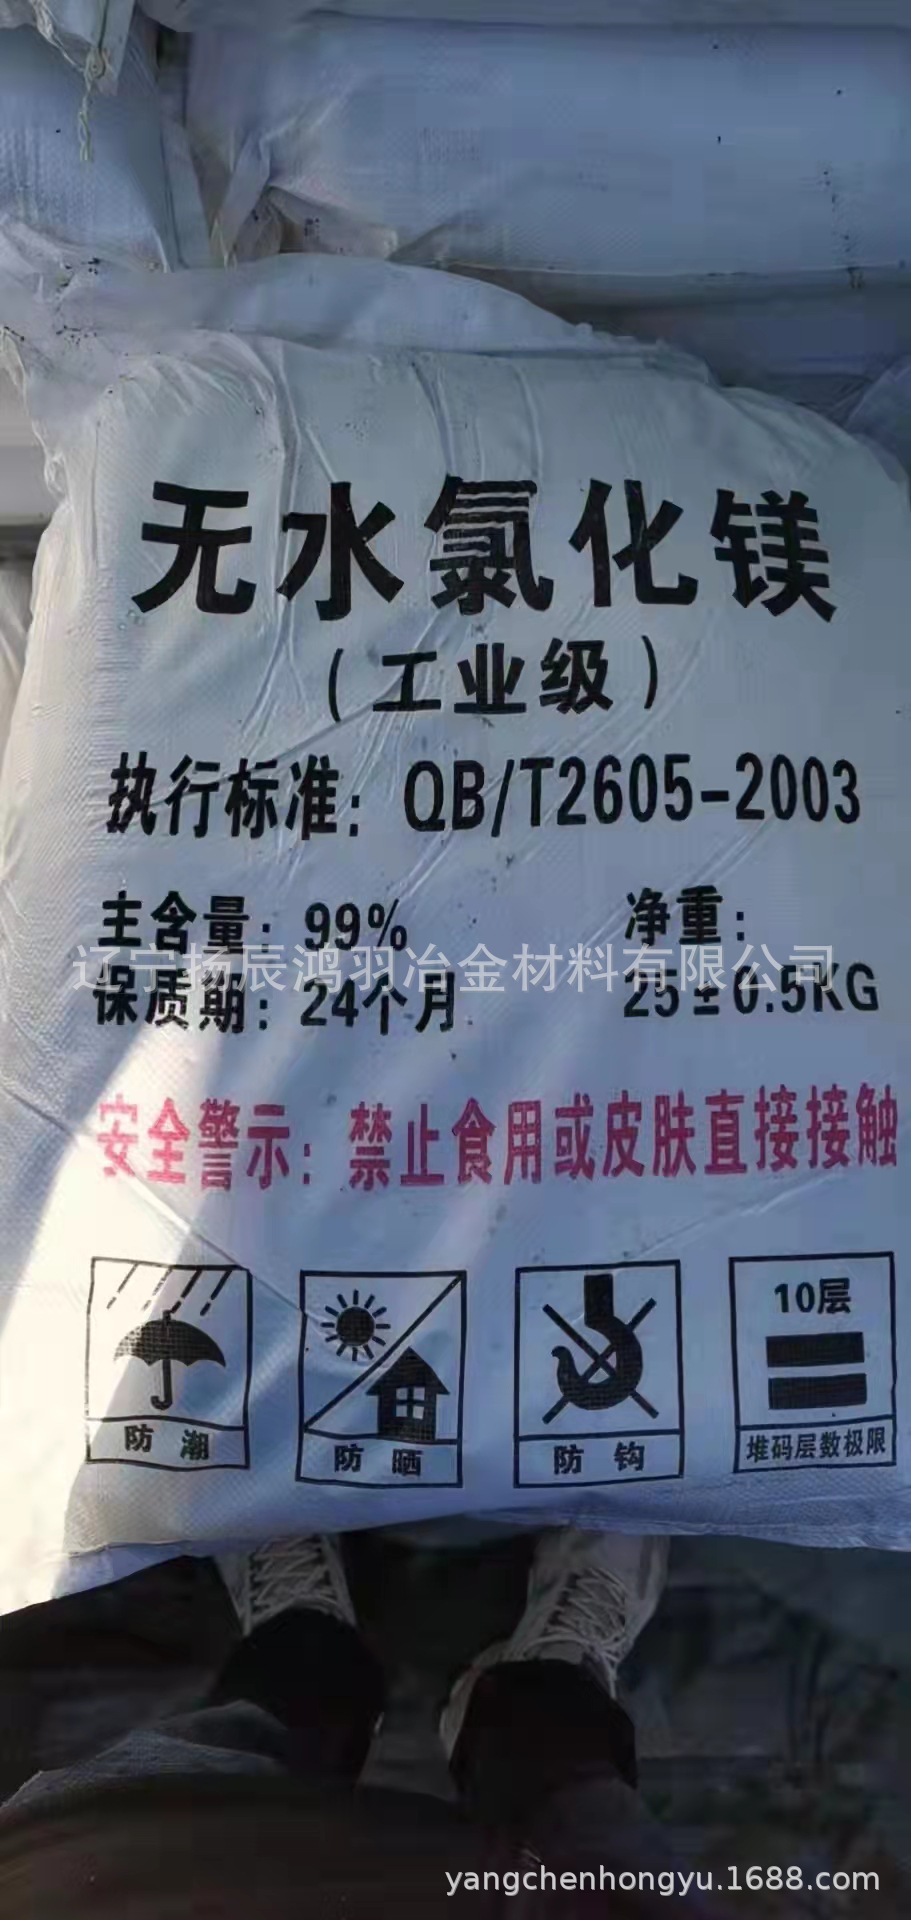 无水氯化镁
（工业级）
执行标准：QB/T2605-2003
主含量：99%
净重：
辽宁扬辰鸿羽冶金材料有限公司
保质期：24个月
25±0.5KG
安全警示：禁止食用或皮肤直接接触
10层
防潮
防晒
防钩
堆码层数极限
yangchenhongyu.1688.com